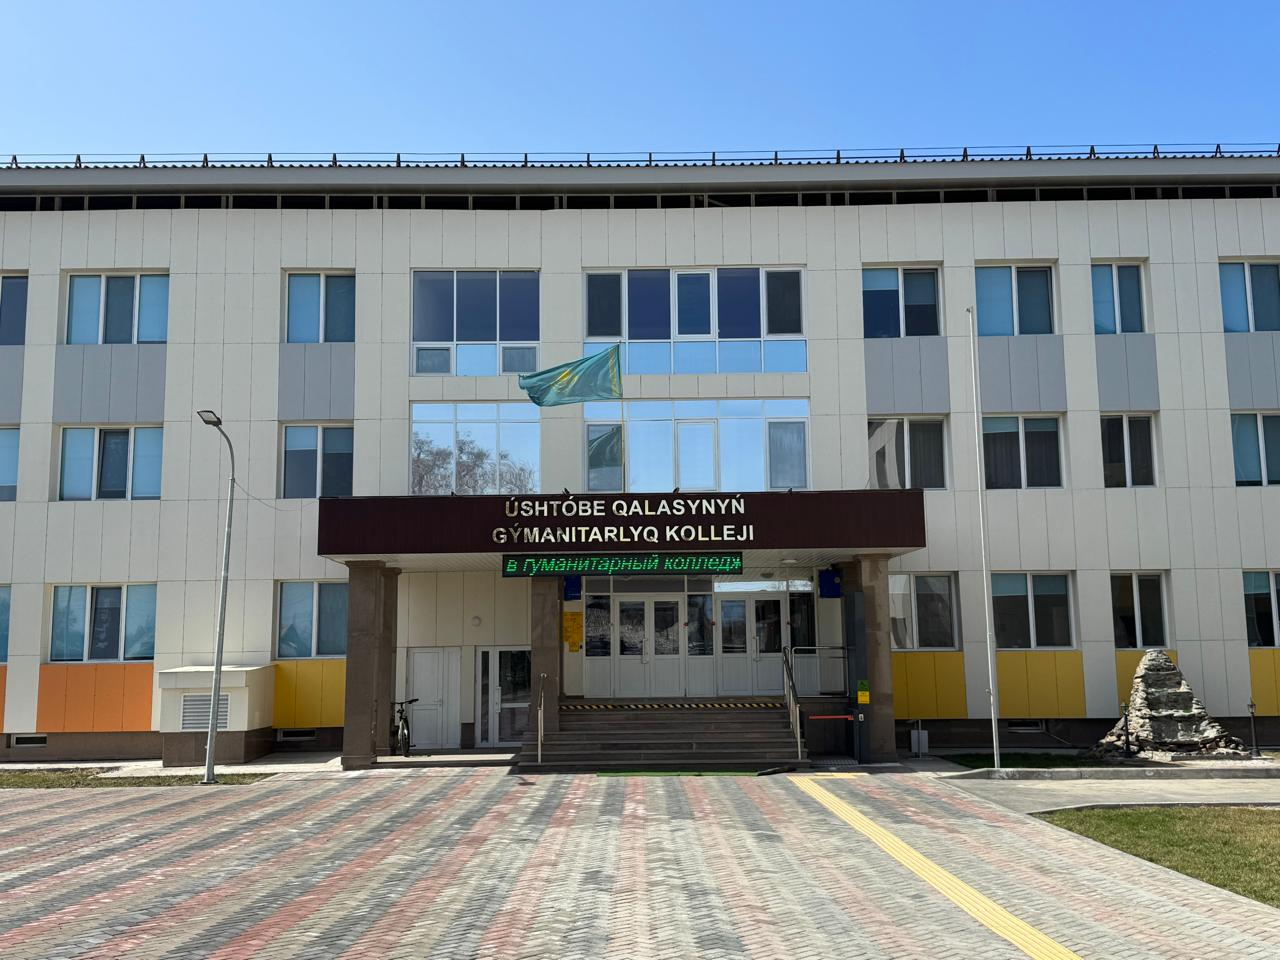 ÚSHTÓBE QALASYNYŃ
GÝMANITARLYQ KOLLEJI
в гуманитарный колледж